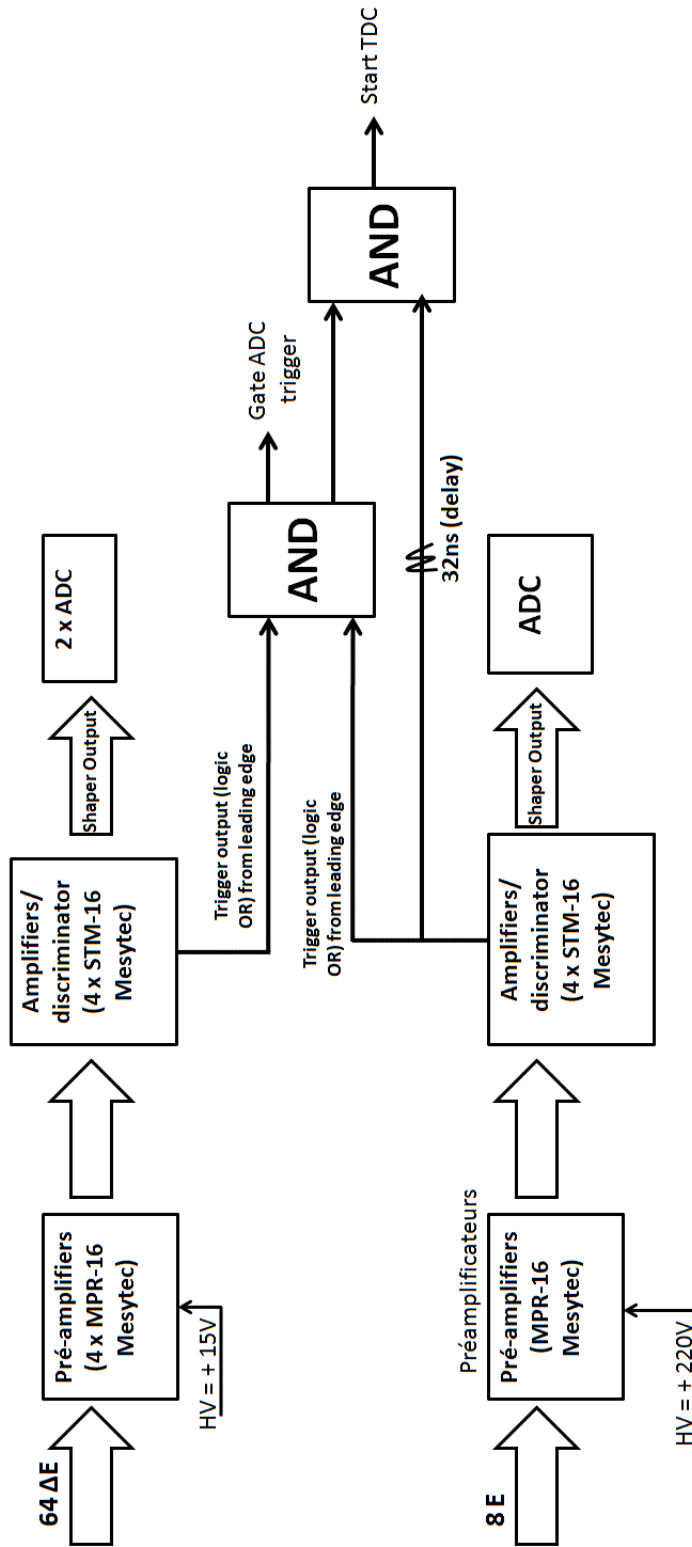 64 ΔE
Pré-amplifiers
(4 x MPR-16
Mesytec)
HV = + 15V
Amplifiers/
discriminator
(4 x STM-16
Mesytec)
Shaper Output
2 x ADC
Trigger output (logic
OR) from leading edge
AND
Gate ADC
trigger
AND
Start TDC
Trigger output (logic
OR) from leading edge
32ns (delay)
8 E
Préamplificateurs
Pré-amplifiers
(MPR-16
Mesytec)
HV = + 220V
Amplifiers/
discriminator
(4 x STM-16
Mesytec)
Shaper Output
ADC